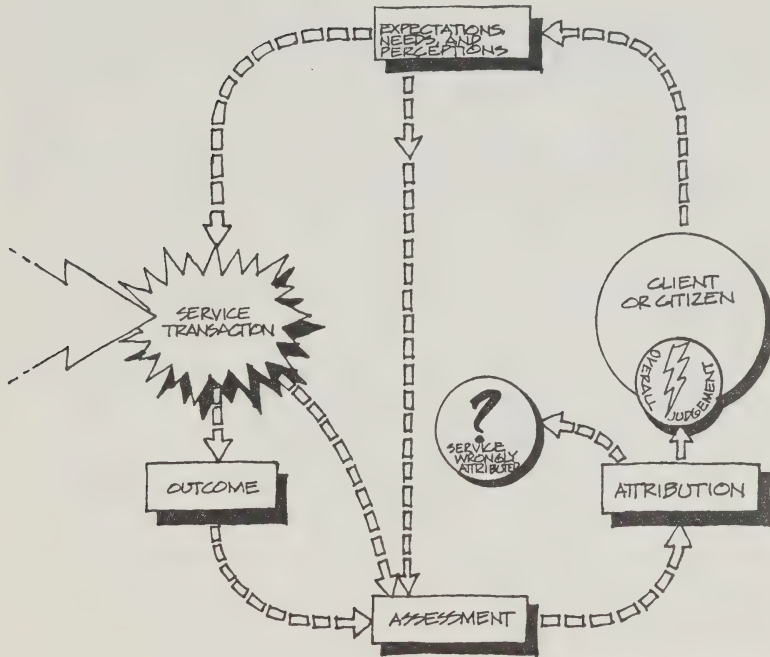 EXPECTATIONS,
NEEDS, AND
PERCEPTIONS
SERVICE
TRANSACTION
CLIENT
OR CITIZEN
OVERALL
JUDGEMENT
?
SERVICE
WRONGLY
ATTRIBUTED
OUTCOME
ATTRIBUTION
ASSESSMENT